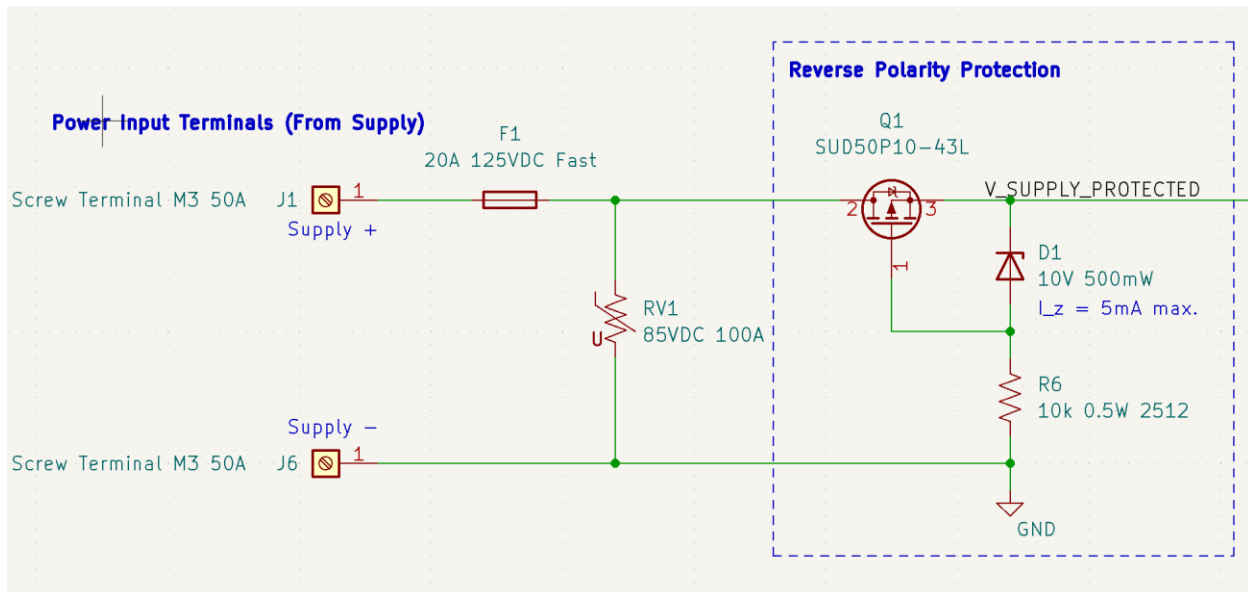 Reverse Polarity Protection
Power Input Terminals (From Supply)
F1
20A 125VDC Fast
Q1
SUD50P10-43L
Screw Terminal M3 50A J1 1
Supply +
2 3
V_SUPPLY_PROTECTED
1
D1
10V 500mW
I_z = 5mA max.
RV1
85VDC 100A
U
R6
10k 0.5W 2512
Supply -
Screw Terminal M3 50A J6 1
GND